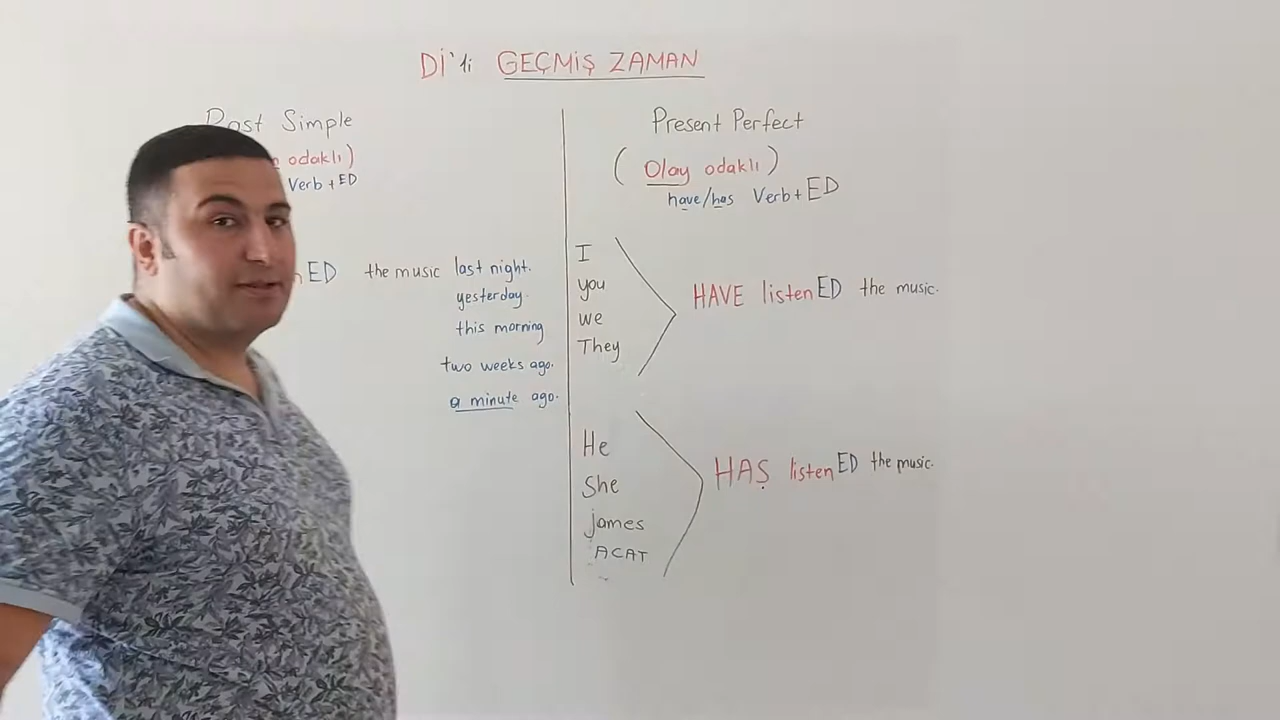 Dİ'li GEÇMİŞ ZAMAN
Past Simple
odaklı)
Verb + ED
ED the music last night.
yesterday.
this morning
two weeks ago.
a minute ago.
Present Perfect
(Olay odaklı)
have/has Verb+ED
I
you
we
They
HAVE listenED the music.
He
She
james
A CAT
HAS listenED the music.